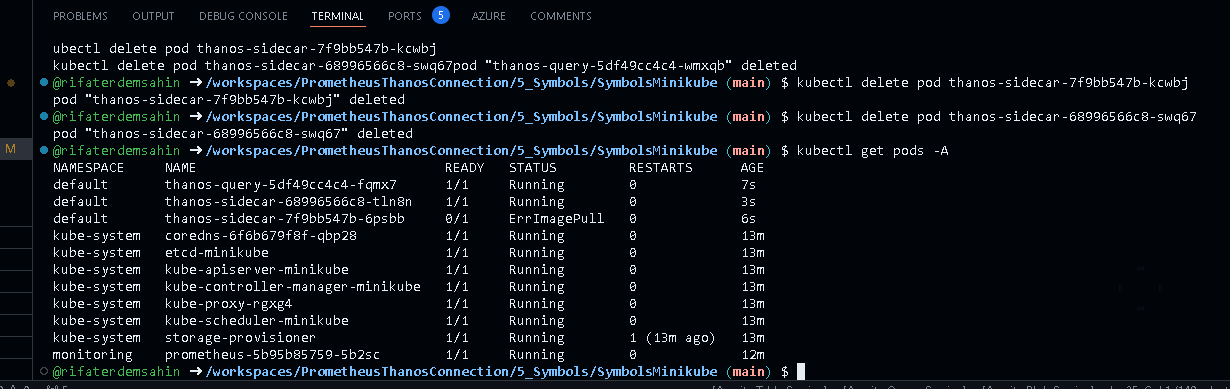 PROBLEMS OUTPUT DEBUG CONSOLE TERMINAL PORTS 5 AZURE COMMENTS
ubectl delete pod thanos-sidecar-7f9bb547b-kcwbj
kubectl delete pod thanos-sidecar-68996566c8-swq67pod "thanos-query-5df49cc4c4-wmxqb" deleted
@rifaterdemsahin ➜ /workspaces/PrometheusThanosConnection/5_Symbols/SymbolsMinikube (main) $ kubectl delete pod thanos-sidecar-7f9bb547b-kcwbj
pod "thanos-sidecar-7f9bb547b-kcwbj" deleted
@rifaterdemsahin ➜ /workspaces/PrometheusThanosConnection/5_Symbols/SymbolsMinikube (main) $ kubectl delete pod thanos-sidecar-68996566c8-swq67
pod "thanos-sidecar-68996566c8-swq67" deleted
M @rifaterdemsahin ➜ /workspaces/PrometheusThanosConnection/5_Symbols/SymbolsMinikube (main) $ kubectl get pods -A
NAMESPACE NAME READY STATUS RESTARTS AGE
default thanos-query-5df49cc4c4-fqmx7 1/1 Running 0 7s
default thanos-sidecar-68996566c8-tln8n 1/1 Running 0 3s
default thanos-sidecar-7f9bb547b-6psbb 0/1 ErrImagePull 0 6s
kube-system coredns-6f6b679f8f-qbp28 1/1 Running 0 13m
kube-system etcd-minikube 1/1 Running 0 13m
kube-system kube-apiserver-minikube 1/1 Running 0 13m
kube-system kube-controller-manager-minikube 1/1 Running 0 13m
kube-system kube-proxy-rgxg4 1/1 Running 0 13m
kube-system kube-scheduler-minikube 1/1 Running 0 13m
kube-system storage-provisioner 1/1 Running 1 (13m ago) 13m
monitoring prometheus-5b95b85759-5b2sc 1/1 Running 0 12m
@rifaterdemsahin ➜ /workspaces/PrometheusThanosConnection/5_Symbols/SymbolsMinikube (main) $